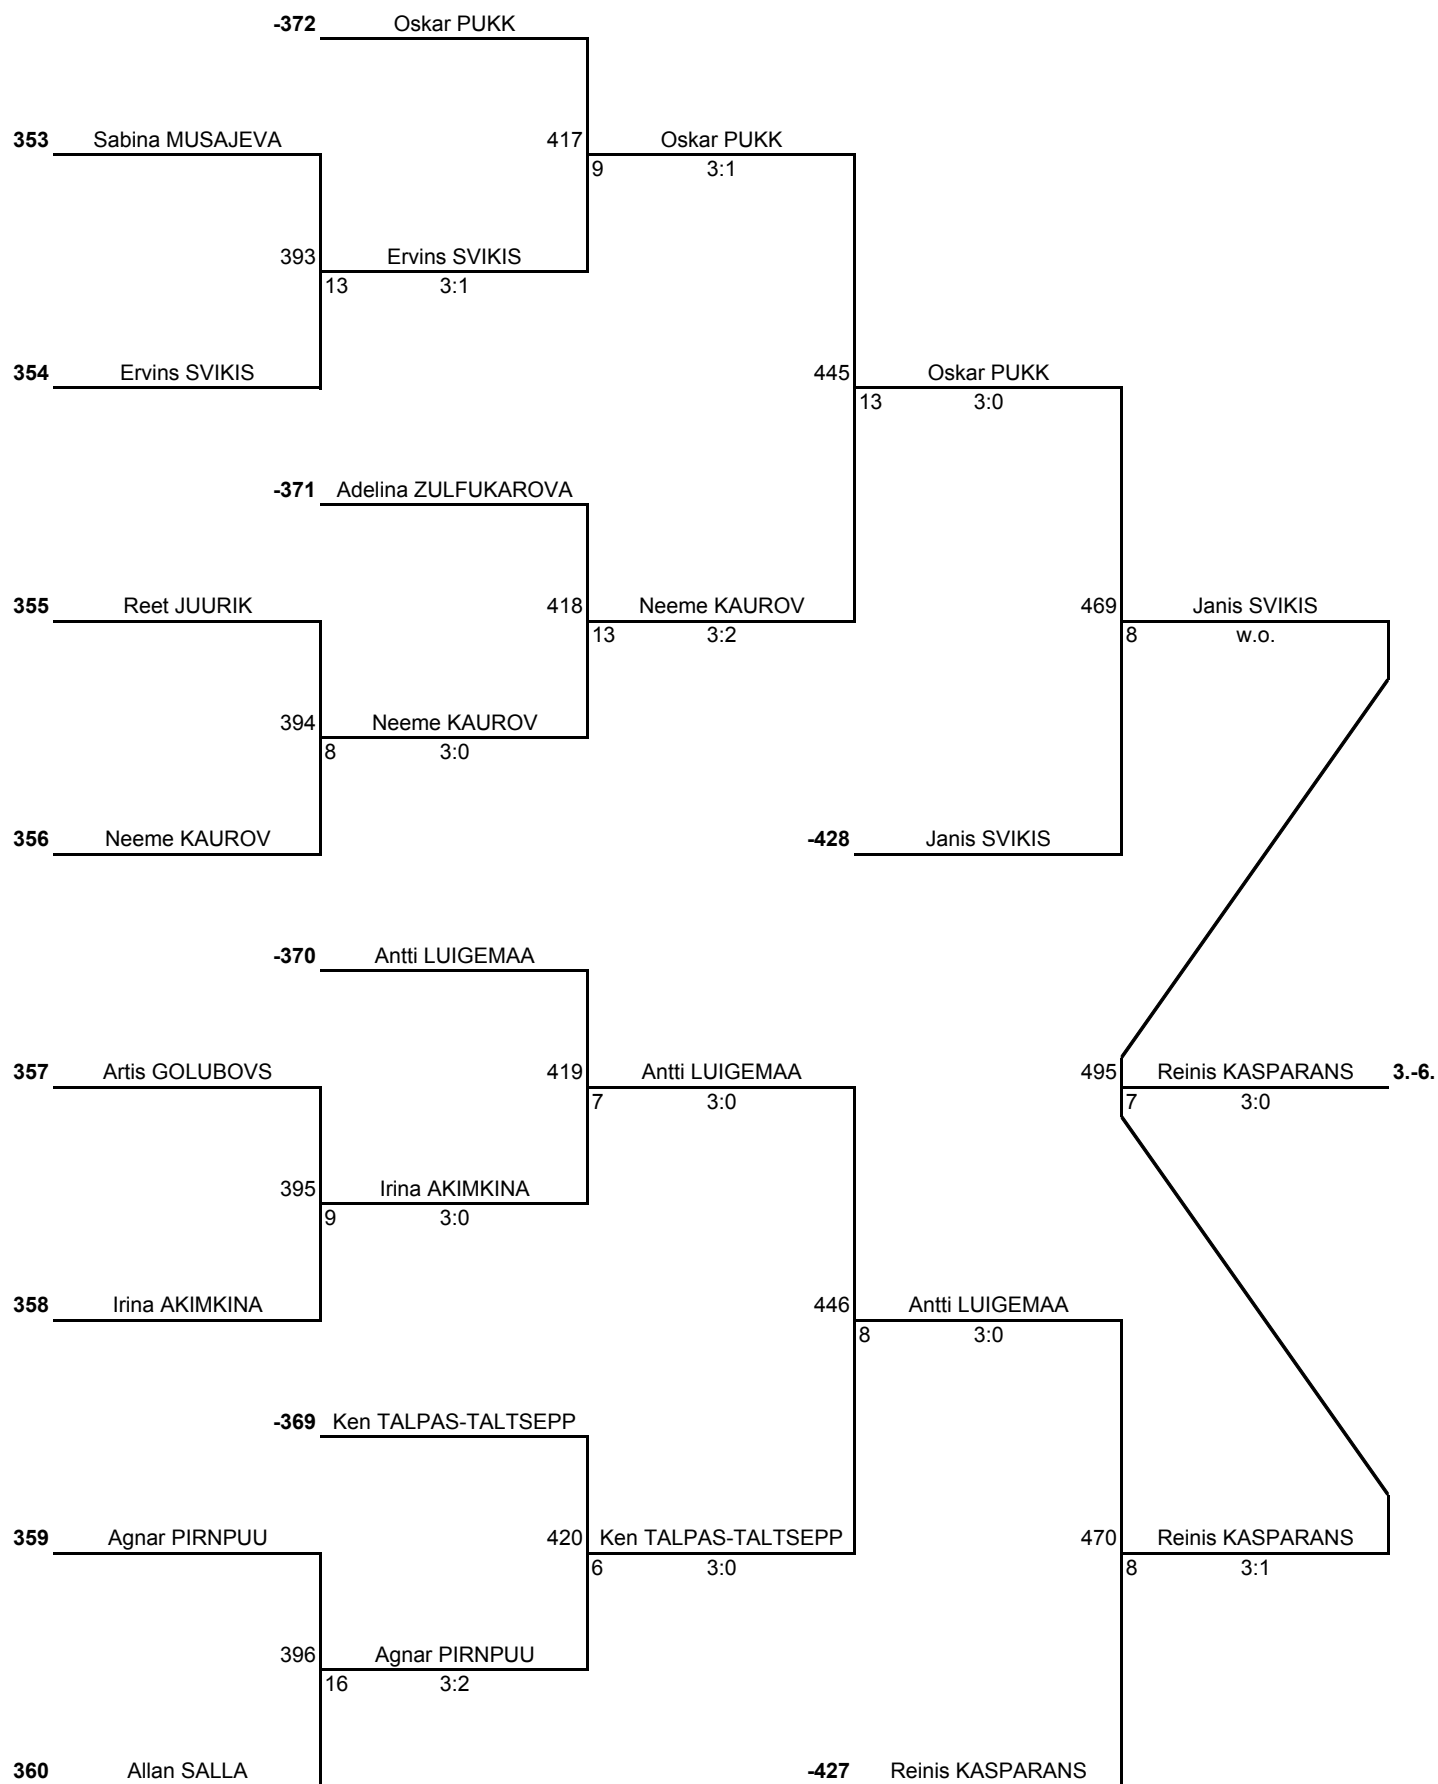 -372 Oskar PUKK
353 Sabina MUSAJEVA 417 Oskar PUKK
9 3:1
393 Ervins SVIKIS
13 3:1
354 Ervins SVIKIS 445 Oskar PUKK
13 3:0
-371 Adelina ZULFUKAROVA
355 Reet JUURIK 418 Neeme KAUROV 469 Janis SVIKIS
13 3:2 8 w.o.
394 Neeme KAUROV
8 3:0
356 Neeme KAUROV -428 Janis SVIKIS
-370 Antti LUIGEMAA
357 Artis GOLUBOVS 419 Antti LUIGEMAA 495 Reinis KASPARANS 3.-6.
7 3:0 7 3:0
395 Irina AKIMKINA
9 3:0
358 Irina AKIMKINA 446 Antti LUIGEMAA
8 3:0
-369 Ken TALPAS-TALTSEPP
359 Agnar PIRNPUU 420 Ken TALPAS-TALTSEPP 470 Reinis KASPARANS
6 3:0 8 3:1
396 Agnar PIRNPUU
16 3:2
360 Allan SALLA -427 Reinis KASPARANS